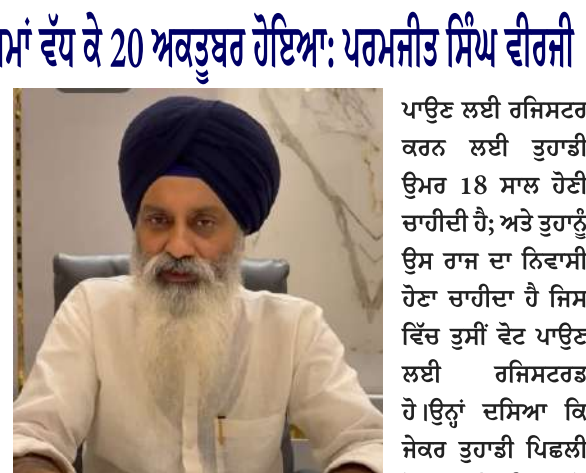 ਸਮਾਂ ਵੱਧ ਕੇ 20 ਅਕਤੂਬਰ ਹੋਇਆ: ਪਰਮਜੀਤ ਸਿੰਘ ਵੀਰਜੀ
ਪਾਉਣ ਲਈ ਰਜਿਸਟਰ
ਕਰਨ ਲਈ ਤੁਹਾਡੀ
ਉਮਰ 18 ਸਾਲ ਹੋਣੀ
ਚਾਹੀਦੀ ਹੈ; ਅਤੇ ਤੁਹਾਨੂੰ
ਉਸ ਰਾਜ ਦਾ ਨਿਵਾਸੀ
ਹੋਣਾ ਚਾਹੀਦਾ ਹੈ ਜਿਸ
ਵਿੱਚ ਤੁਸੀਂ ਵੋਟ ਪਾਉਣ
ਲਈ ਰਜਿਸਟਰਡ
ਹੋ।ਉਨ੍ਹਾਂ ਦਸਿਆ ਕਿ
ਜੇਕਰ ਤੁਹਾਡੀ ਪਿਛਲੀ